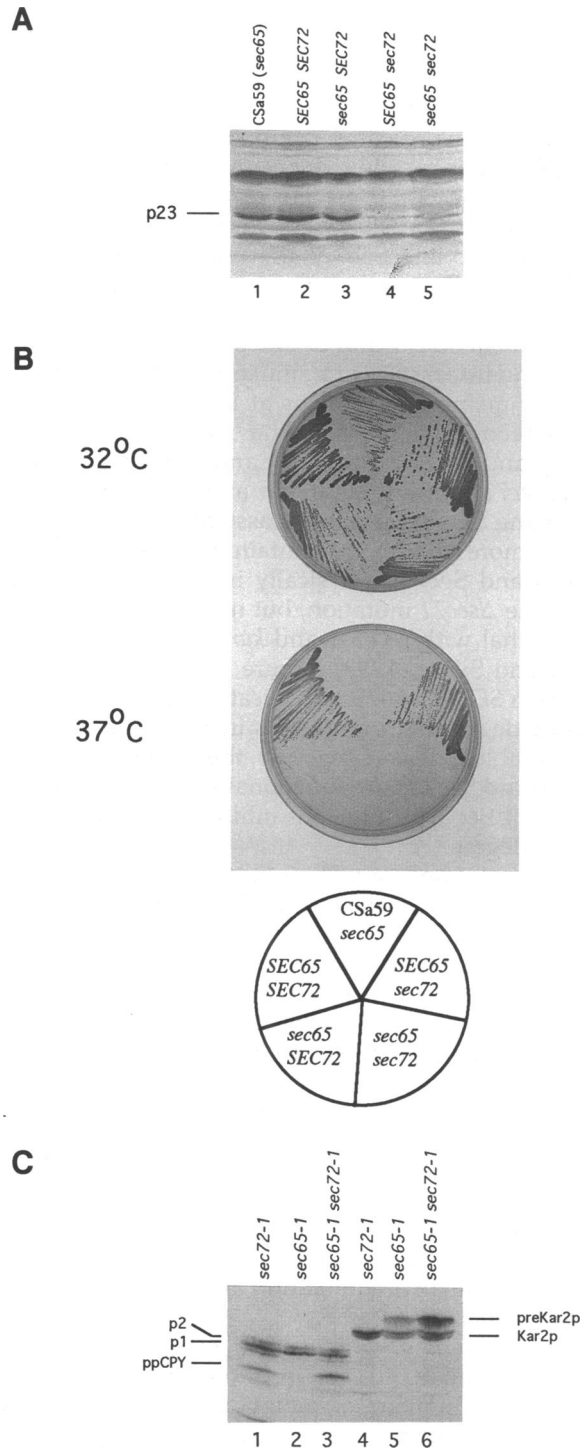 A
CSa59 (sec65)
SEC65 SEC72
sec65 SEC72
SEC65 sec72
sec65 sec72
p23
1 2 3 4 5
B
32°C
37°C
CSa59
sec65
SEC65
SEC72
SEC65
sec72
sec65
SEC72
sec65
sec72
C
sec72-1
sec65-1
sec65-1 sec72-1
sec72-1
sec65-1
sec65-1 sec72-1
p2
p1
ppCPY
preKar2p
Kar2p
1 2 3 4 5 6